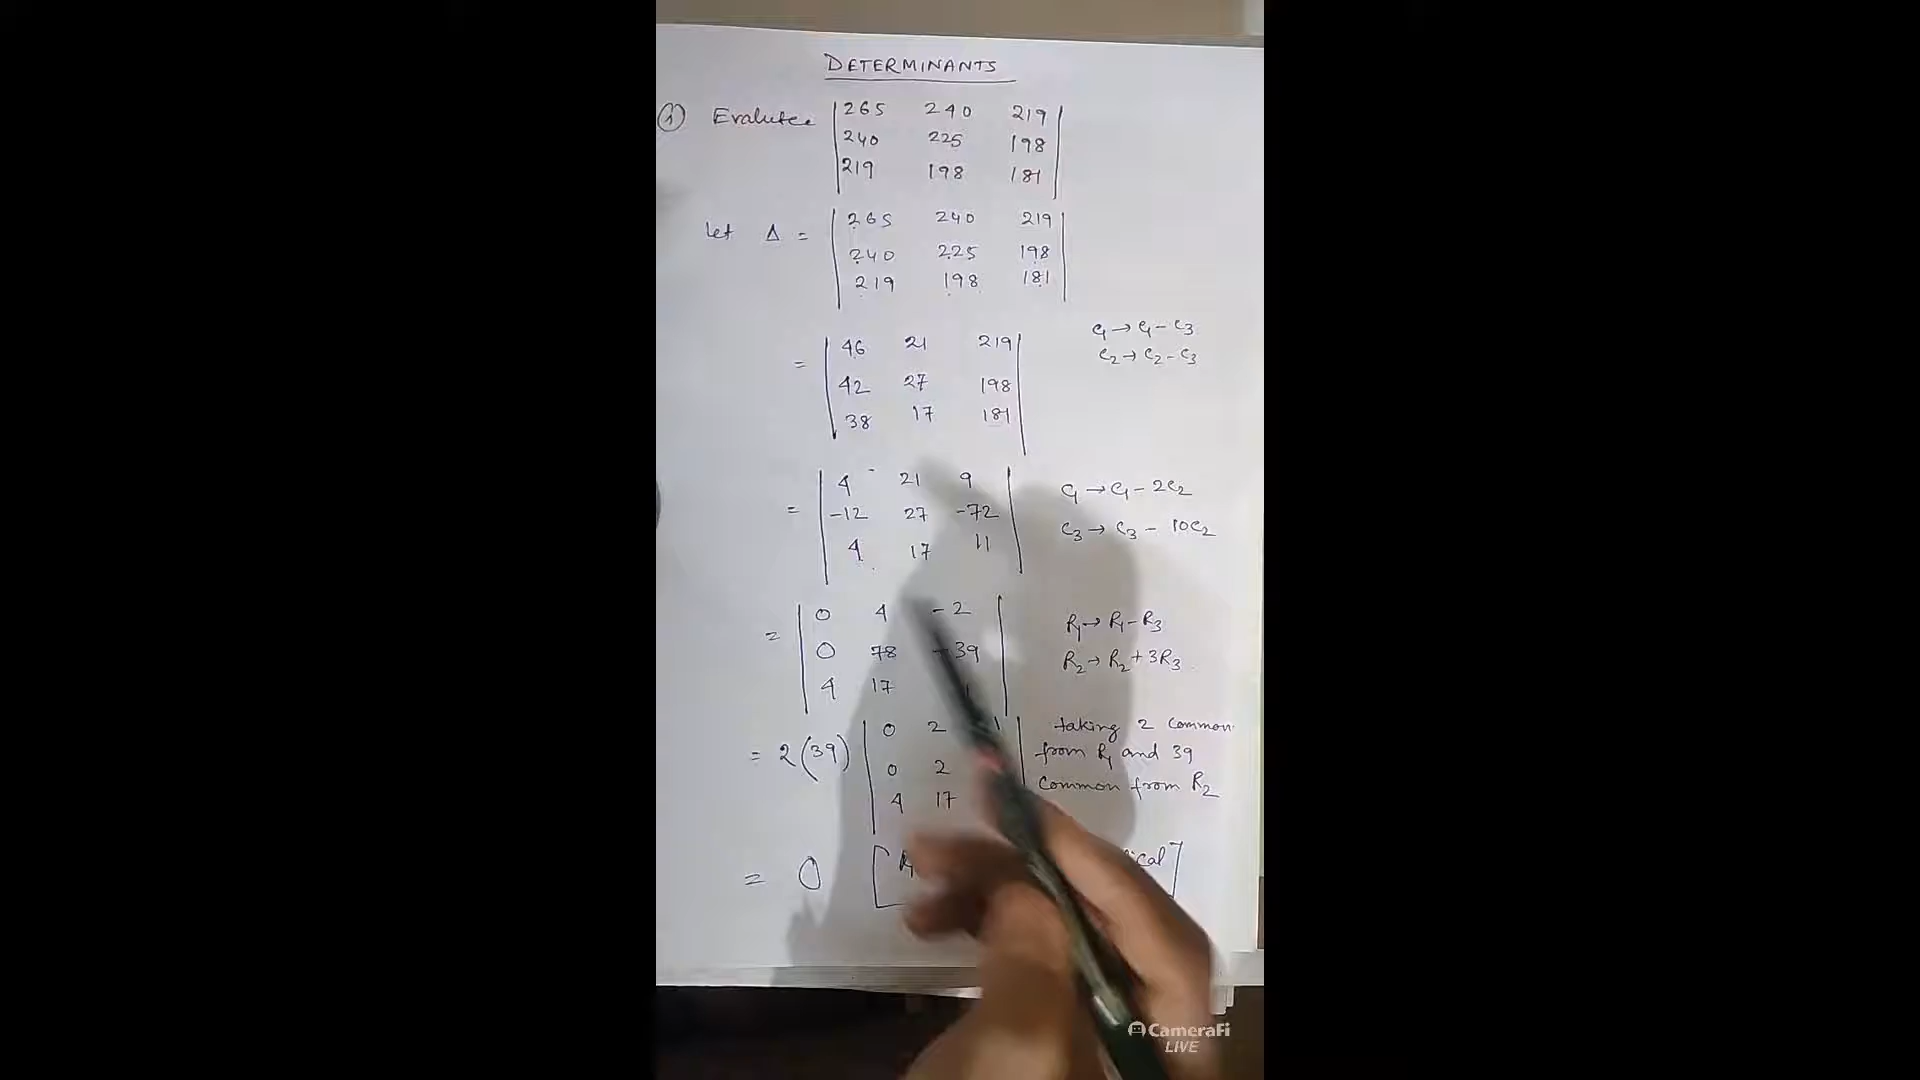 DETERMINANTS
1 Evalutee | 265 240 219 |
| 240 225 198 |
| 219 198 181 |
let Δ = | 265 240 219 |
| 240 225 198 |
| 219 198 181 |
= | 46 21 219 |
| 42 27 198 |
| 38 17 181 |
C1 → C1 - C3
C2 → C2 - C3
= | 4 21 9 |
| -12 27 -72 |
| 4 17 11 |
C1 → C1 - 2C2
C3 → C3 - 10C2
= | 0 4 -2 |
| 0 78 -39 |
| 4 17
R1 → R1 - R3
R2 → R2 + 3R3
= 2(39) | 0 2
| 0 2
| 4 17
taking 2 common
from R1 and 39
common from R2
= 0
CameraFi
LIVE